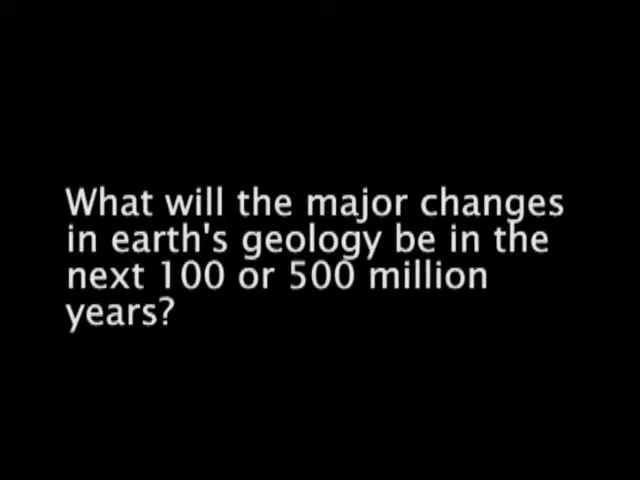 What will the major changes
in earth's geology be in the
next 100 or 500 million
years?